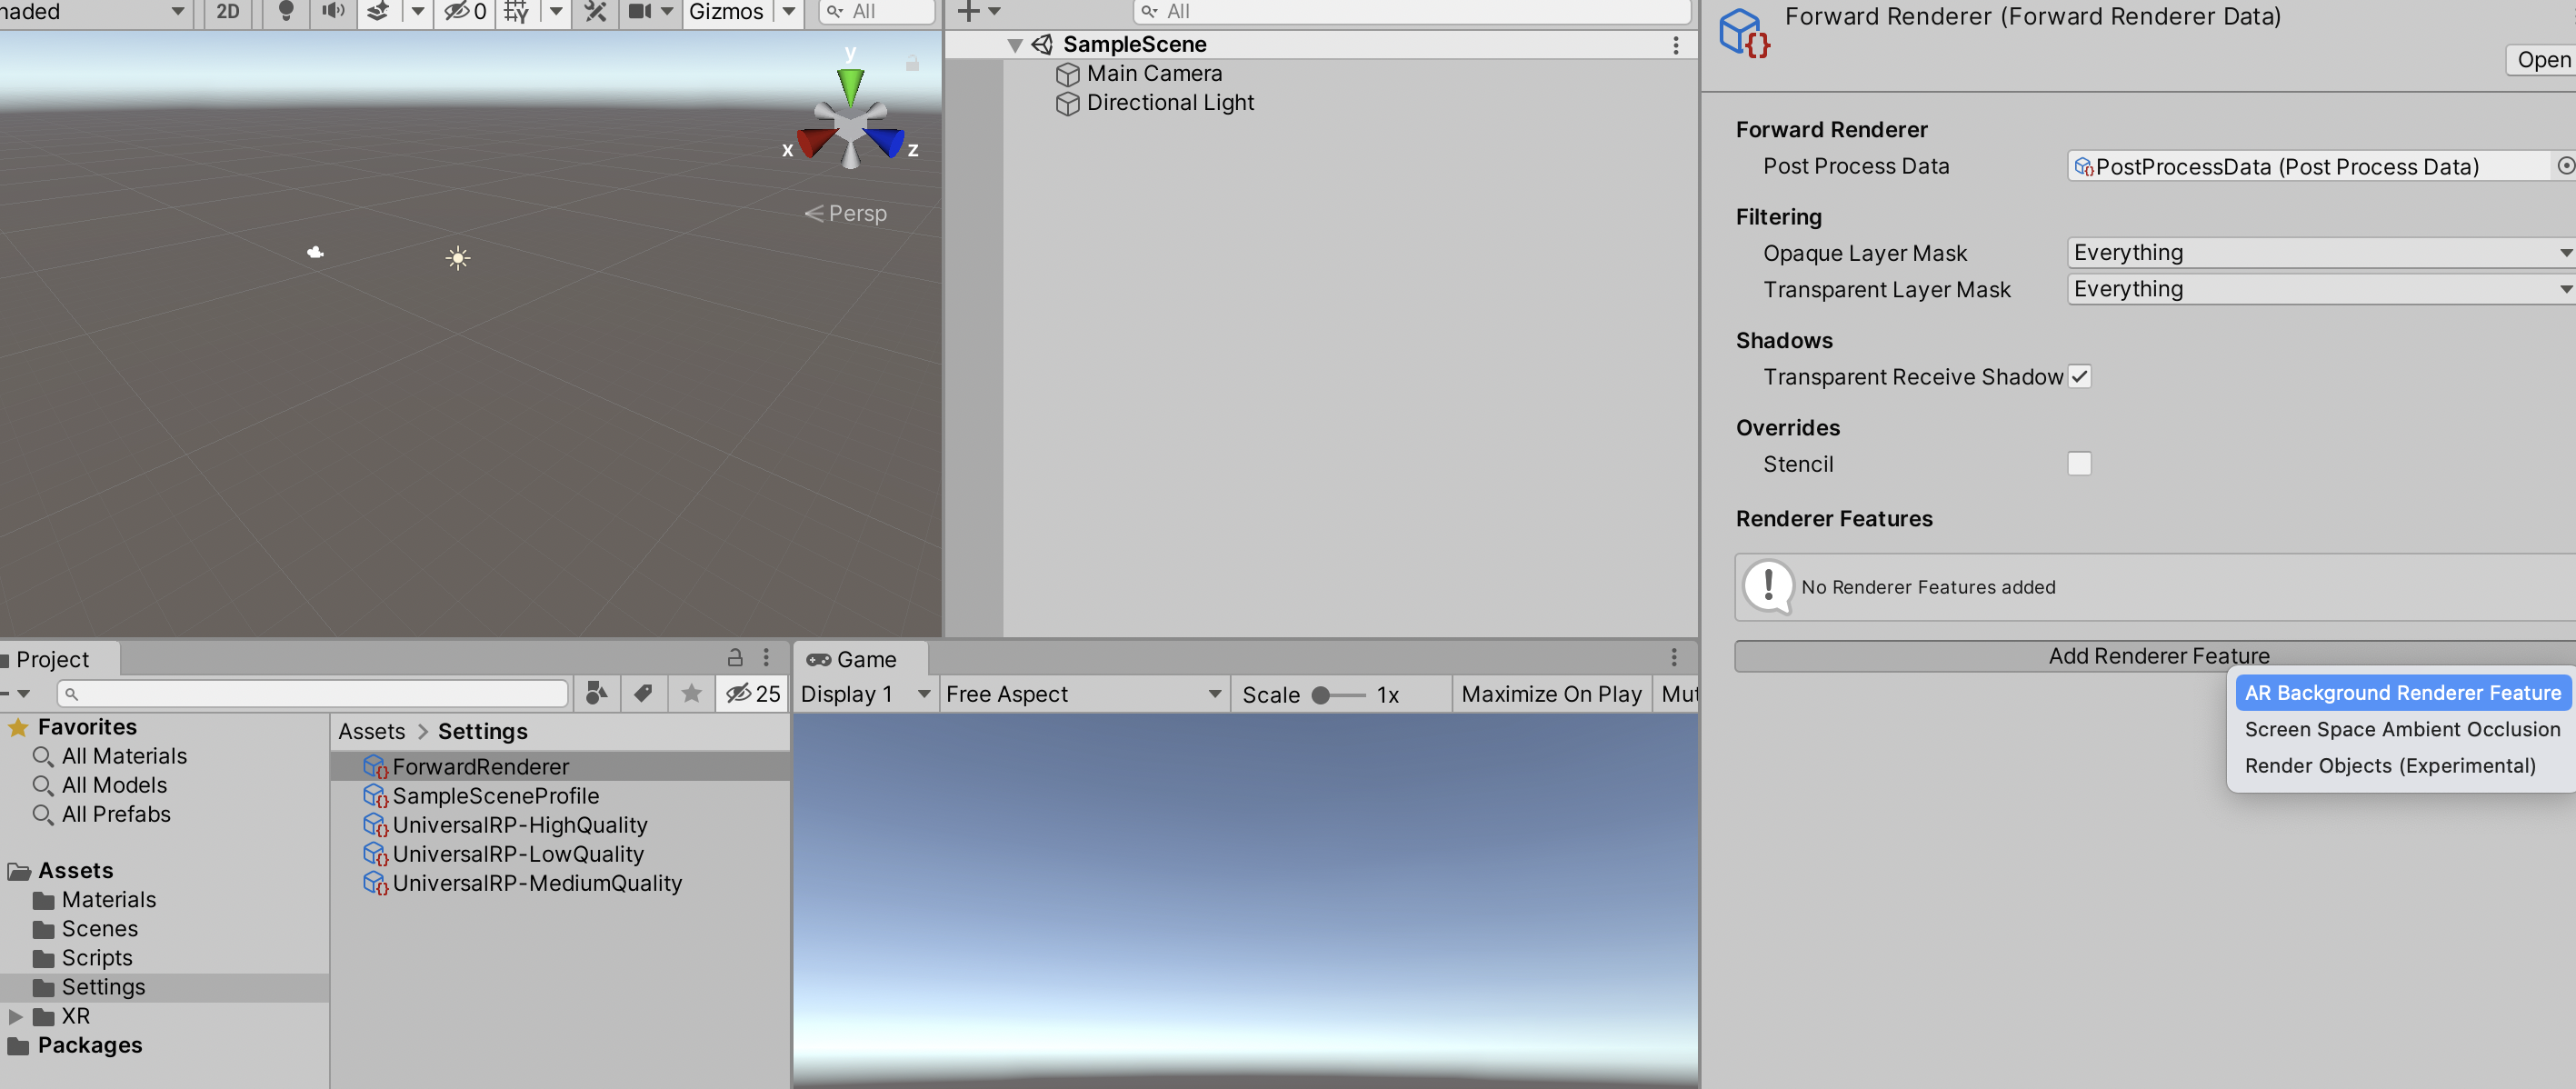 haded
2D
0
Gizmos
All
y
x
z
Persp
All
SampleScene
Main Camera
Directional Light
Forward Renderer (Forward Renderer Data)
Open
Forward Renderer
Post Process Data
PostProcessData (Post Process Data)
Filtering
Opaque Layer Mask
Everything
Transparent Layer Mask
Everything
Shadows
Transparent Receive Shadow
Overrides
Stencil
Renderer Features
No Renderer Features added
Add Renderer Feature
AR Background Renderer Feature
Screen Space Ambient Occlusion
Render Objects (Experimental)
Project
25
Favorites
All Materials
All Models
All Prefabs
Assets
Materials
Scenes
Scripts
Settings
XR
Packages
Assets > Settings
ForwardRenderer
SampleSceneProfile
UniversalRP-HighQuality
UniversalRP-LowQuality
UniversalRP-MediumQuality
Game
Display 1
Free Aspect
Scale
1x
Maximize On Play
Mut